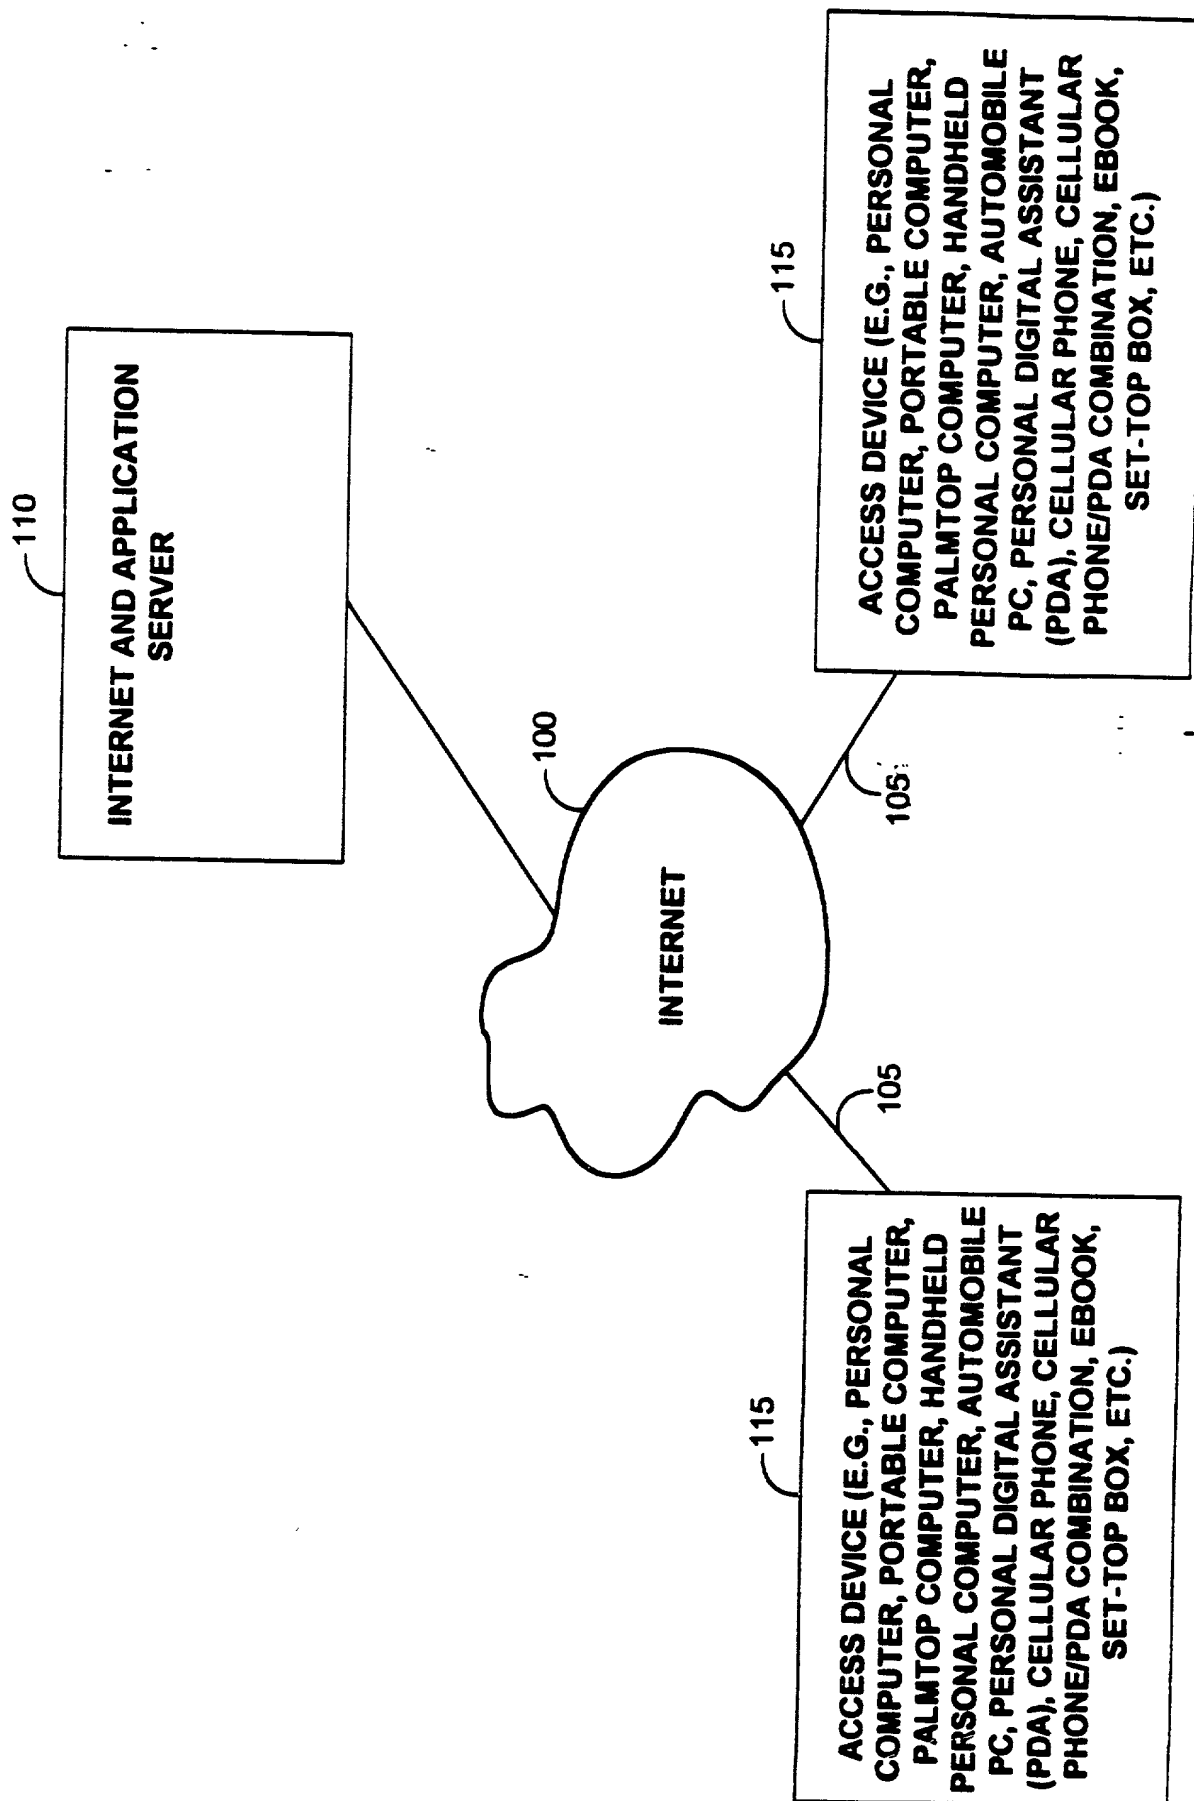 110
INTERNET AND APPLICATION
SERVER
100
INTERNET
105
105
115
ACCESS DEVICE (E.G., PERSONAL
COMPUTER, PORTABLE COMPUTER,
PALMTOP COMPUTER, HANDHELD
PERSONAL COMPUTER, AUTOMOBILE
PC, PERSONAL DIGITAL ASSISTANT
(PDA), CELLULAR PHONE, CELLULAR
PHONE/PDA COMBINATION, EBOOK,
SET-TOP BOX, ETC.)
115
ACCESS DEVICE (E.G., PERSONAL
COMPUTER, PORTABLE COMPUTER,
PALMTOP COMPUTER, HANDHELD
PERSONAL COMPUTER, AUTOMOBILE
PC, PERSONAL DIGITAL ASSISTANT
(PDA), CELLULAR PHONE, CELLULAR
PHONE/PDA COMBINATION, EBOOK,
SET-TOP BOX, ETC.)